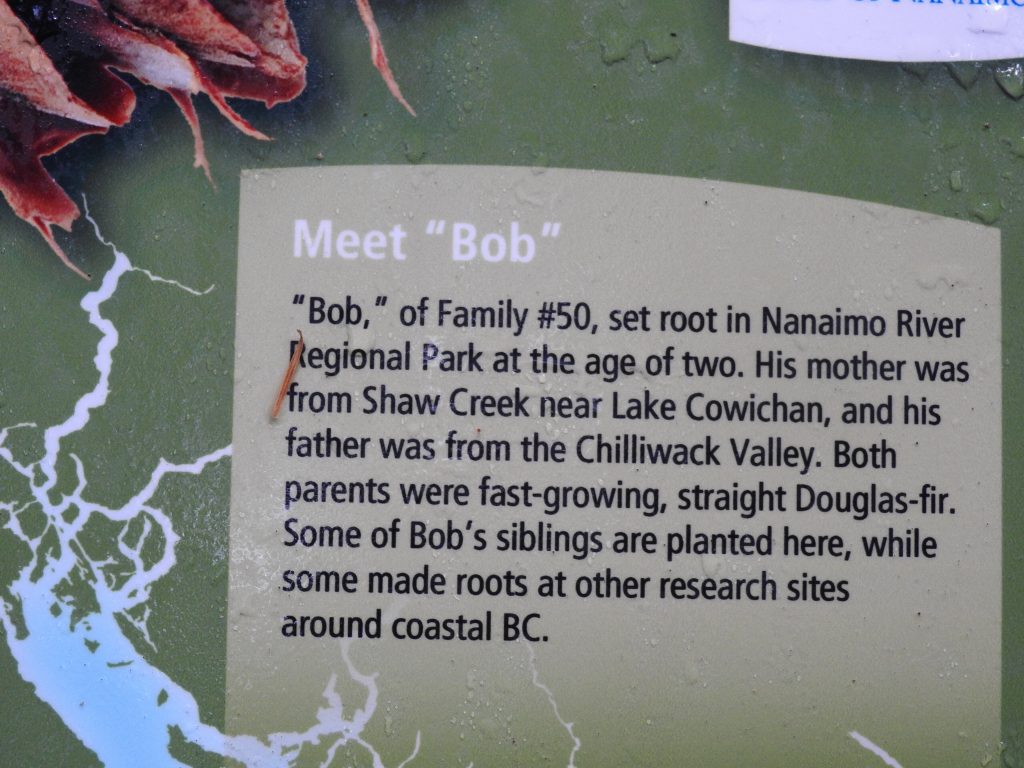 NANAIMO
Meet “Bob”
“Bob,” of Family #50, set root in Nanaimo River
Regional Park at the age of two. His mother was
from Shaw Creek near Lake Cowichan, and his
father was from the Chilliwack Valley. Both
parents were fast-growing, straight Douglas-fir.
Some of Bob’s siblings are planted here, while
some made roots at other research sites
around coastal BC.